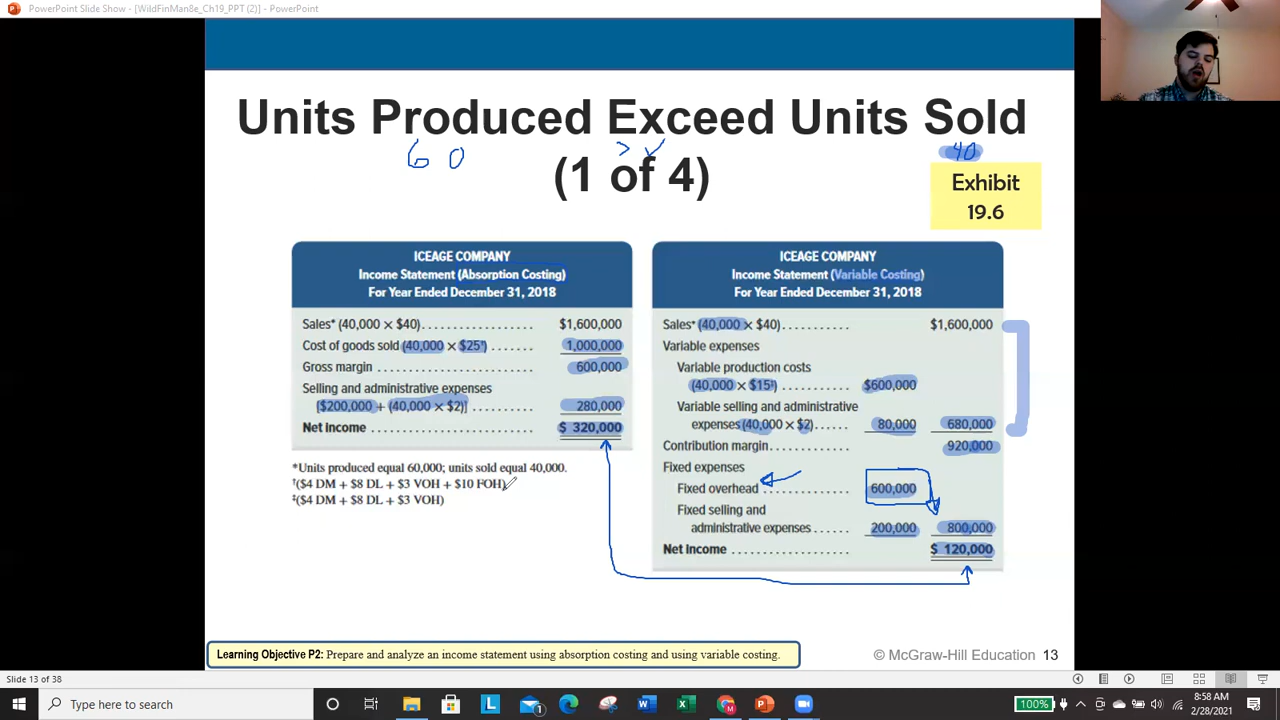 PowerPoint Slide Show - [WildFinMan8e_Ch19_PPT (2)] - PowerPoint
Units Produced Exceed Units Sold
60 > 40
(1 of 4)
Exhibit
19.6
ICEAGE COMPANY
Income Statement (Absorption Costing)
For Year Ended December 31, 2018
Sales* (40,000 × $40) . . . . . . . . . . . . . . . . . $1,600,000
Cost of goods sold (40,000 × $25†) . . . . . . . 1,000,000
Gross margin . . . . . . . . . . . . . . . . . . . . . . . . 600,000
Selling and administrative expenses
[$200,000 + (40,000 × $2)] . . . . . . . . . . 280,000
Net income . . . . . . . . . . . . . . . . . . . . . . . . . $ 320,000
*Units produced equal 60,000; units sold equal 40,000.
†($4 DM + $8 DL + $3 VOH + $10 FOH)
‡($4 DM + $8 DL + $3 VOH)
ICEAGE COMPANY
Income Statement (Variable Costing)
For Year Ended December 31, 2018
Sales* (40,000 × $40) . . . . . . . . . . . $1,600,000
Variable expenses
Variable production costs
(40,000 × $15‡) . . . . . . . . . . . . . $600,000
Variable selling and administrative
expenses (40,000 × $2) . . . . . . 80,000 680,000
Contribution margin . . . . . . . . . . . . . 920,000
Fixed expenses
Fixed overhead . . . . . . . . . . . . . . 600,000
Fixed selling and
administrative expenses . . . . . . 200,000 800,000
Net income . . . . . . . . . . . . . . . . . . . . $ 120,000
Learning Objective P2: Prepare and analyze an income statement using absorption costing and using variable costing.
© McGraw-Hill Education 13
Slide 13 of 38
Type here to search
100%
8:58 AM
2/28/2021